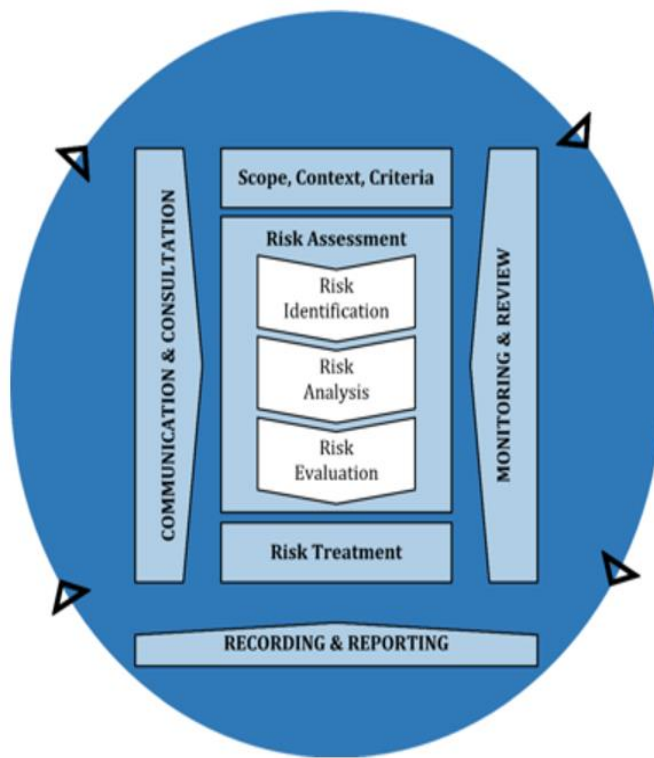 Scope, Context, Criteria
Risk Assessment
Risk
Identification
Risk
Analysis
Risk
Evaluation
Risk Treatment
COMMUNICATION & CONSULTATION
MONITORING & REVIEW
RECORDING & REPORTING